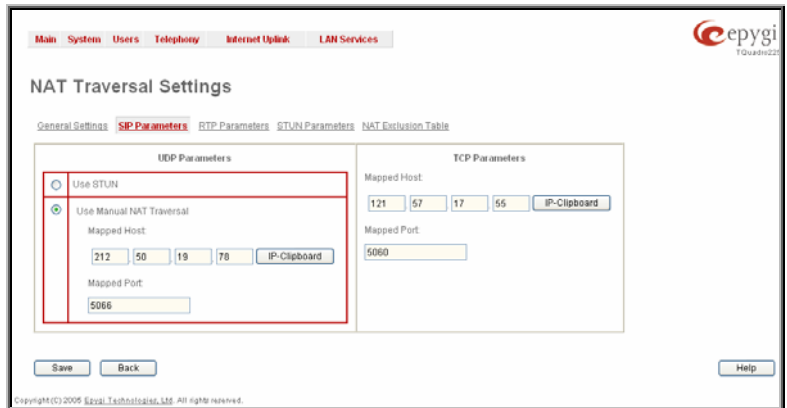 Main System Users Telephony Internet Uplink LAN Services
epygi
NAT Traversal Settings
General Settings SIP Parameters RTP Parameters STUN Parameters NAT Exclusion Table
UDP Parameters
Use STUN
Use Manual NAT Traversal
Mapped Host:
212 50 19 78 IP-Clipboard
Mapped Port:
5066
TCP Parameters
Mapped Host:
121 57 17 55 IP-Clipboard
Mapped Port:
5060
Save Back Help
Copyright (C) 2005 Epygi Technologies, Ltd. All rights reserved.